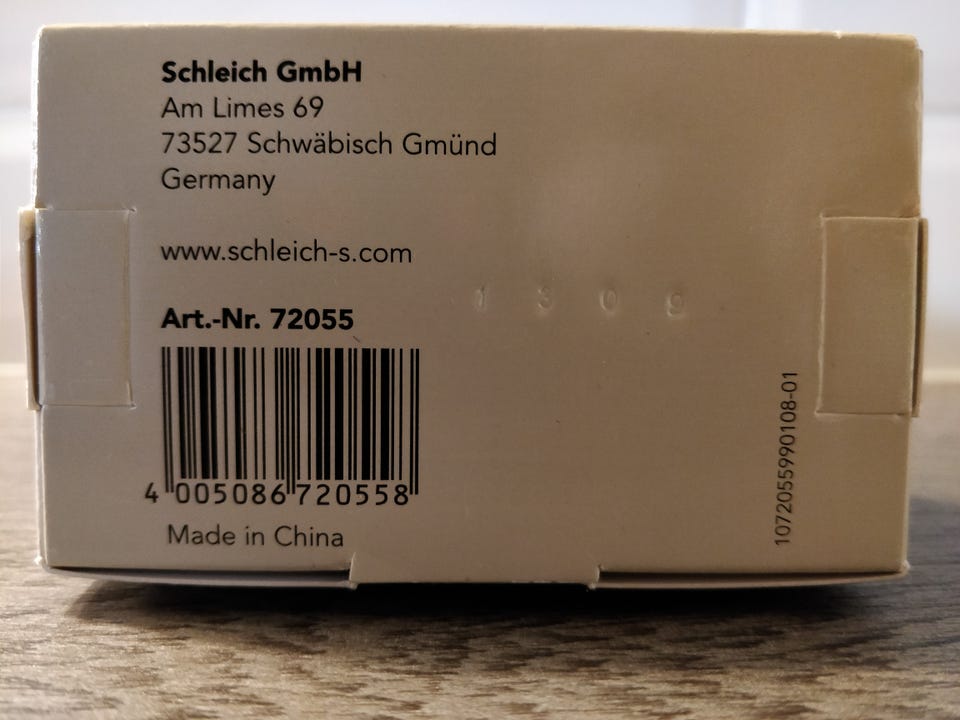 Schleich GmbH
Am Limes 69
73527 Schwäbisch Gmünd
Germany
www.schleich-s.com
1309
Art.-Nr. 72055
4 005086 720558
Made in China
1072055990108-01